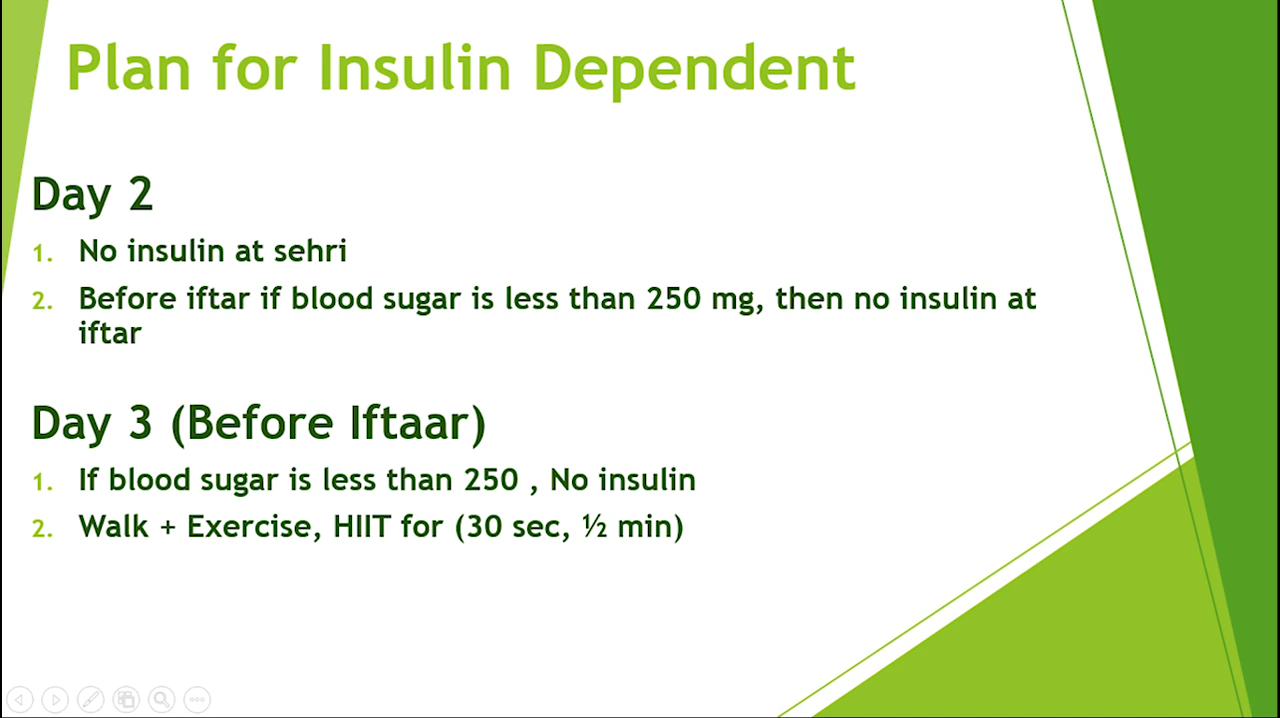 Plan for Insulin Dependent
Day 2
1. No insulin at sehri
2. Before iftar if blood sugar is less than 250 mg, then no insulin at
iftar
Day 3 (Before Iftaar)
1. If blood sugar is less than 250 , No insulin
2. Walk + Exercise, HIIT for (30 sec, ½ min)